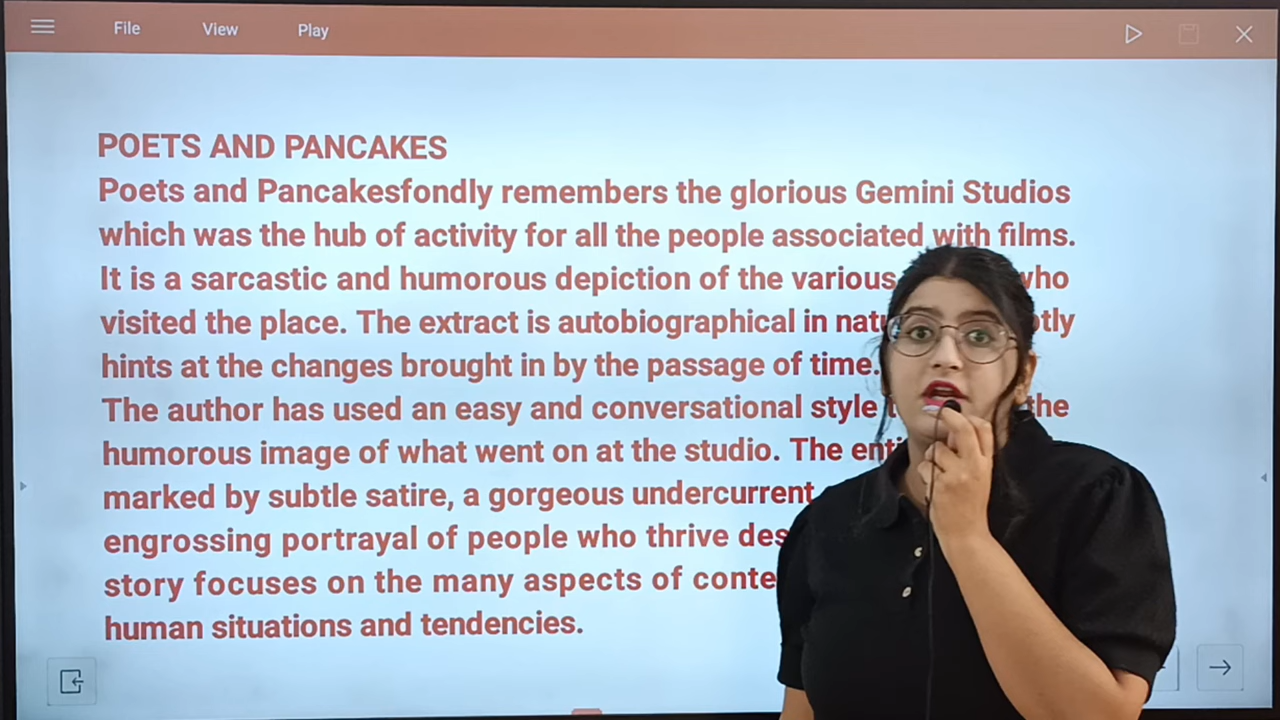 File View Play
POETS AND PANCAKES
Poets and Pancakesfondly remembers the glorious Gemini Studios
which was the hub of activity for all the people associated with films.
It is a sarcastic and humorous depiction of the various who
visited the place. The extract is autobiographical in
hints at the changes brought in by the passage of time.
The author has used an easy and conversational style the
humorous image of what went on at the studio. The
marked by subtle satire, a gorgeous undercurrent
engrossing portrayal of people who thrive
story focuses on the many aspects of
human situations and tendencies.